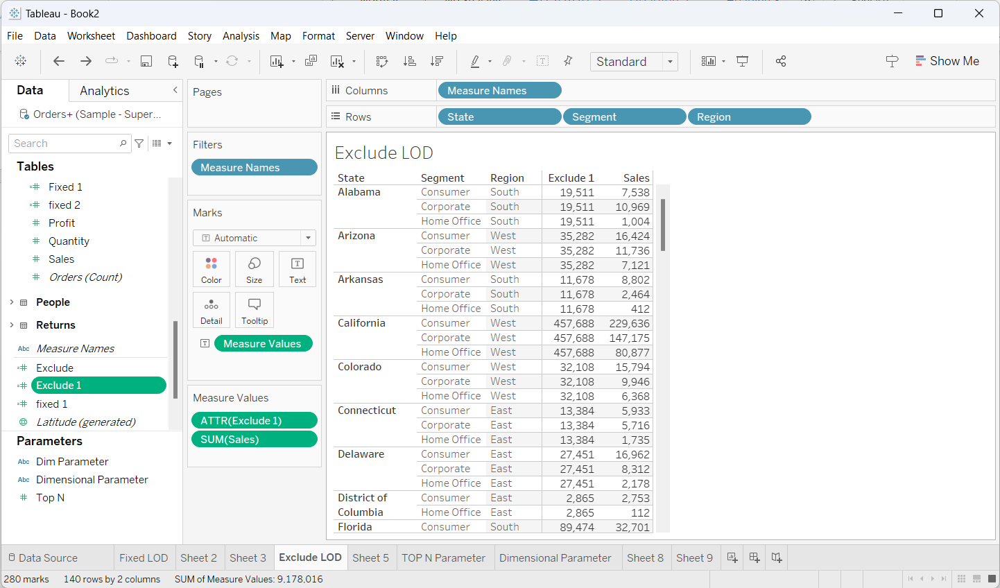 Tableau - Book2
File Data Worksheet Dashboard Story Analysis Map Format Server Window Help
Standard
Show Me
Data
Analytics
Orders+ (Sample - Super...
Search
Tables
Fixed 1
fixed 2
Profit
Quantity
Sales
Orders (Count)
People
Returns
Abc Measure Names
Exclude
Exclude 1
fixed 1
Latitude (generated)
Parameters
Abc Dim Parameter
Abc Dimensional Parameter
Top N
Pages
Filters
Measure Names
Marks
Automatic
Color Size Text
Detail Tooltip
Measure Values
Measure Values
ATTR(Exclude 1)
SUM(Sales)
Columns Measure Names
Rows State Segment Region
Exclude LOD
State Segment Region Exclude 1 Sales
Alabama Consumer South 19,511 7,538
Corporate South 19,511 10,969
Home Office South 19,511 1,004
Arizona Consumer West 35,282 16,424
Corporate West 35,282 11,736
Home Office West 35,282 7,121
Arkansas Consumer South 11,678 8,802
Corporate South 11,678 2,464
Home Office South 11,678 412
California Consumer West 457,688 229,636
Corporate West 457,688 147,175
Home Office West 457,688 80,877
Colorado Consumer West 32,108 15,794
Corporate West 32,108 9,946
Home Office West 32,108 6,368
Connecticut Consumer East 13,384 5,933
Corporate East 13,384 5,716
Home Office East 13,384 1,735
Delaware Consumer East 27,451 16,962
Corporate East 27,451 8,312
Home Office East 27,451 2,178
District of Consumer East 2,865 2,753
Columbia Home Office East 2,865 112
Florida Consumer South 89,474 32,701
Data Source Fixed LOD Sheet 2 Sheet 3 Exclude LOD Sheet 5 TOP N Parameter Dimensional Parameter Sheet 8 Sheet 9
280 marks 140 rows by 2 columns SUM of Measure Values: 9,178,016